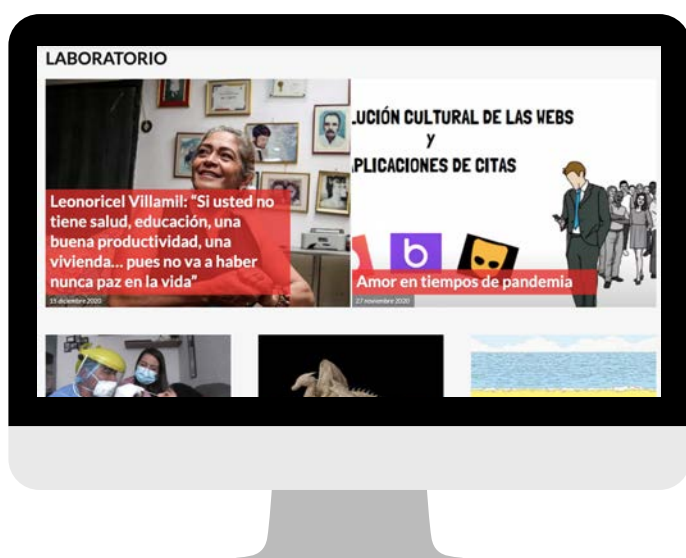 LABORATORIO
Leonoricel Villamil: “Si usted no
tiene salud, educación, una
buena productividad, una
vivienda... pues no va a haber
nunca paz en la vida”
15 diciembre 2020
LUCIÓN CULTURAL DE LAS WEBS
y
PLICACIONES DE CITAS
b
Amor en tiempos de pandemia
27 noviembre 2020